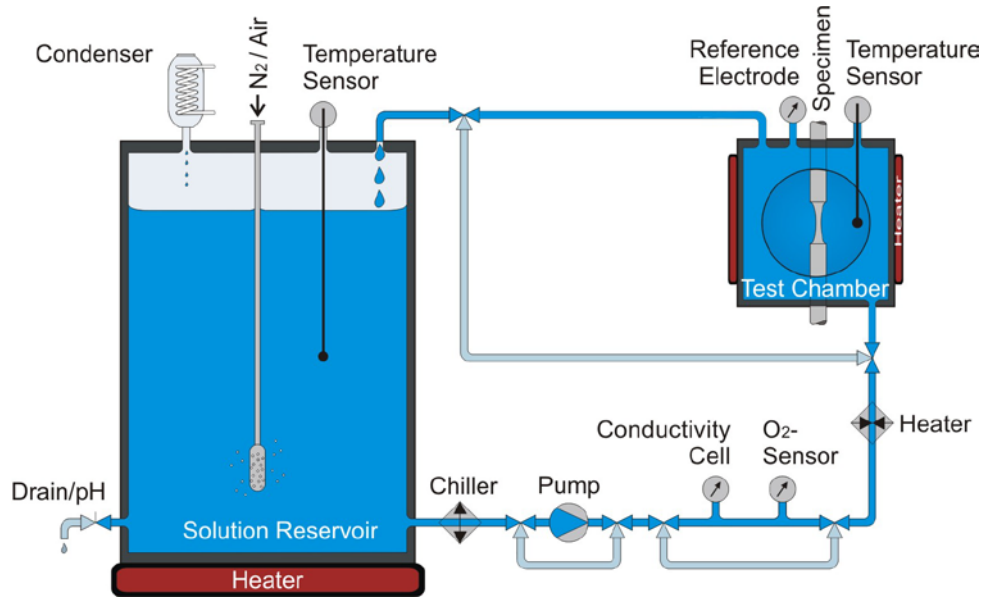 Condenser
N2 / Air
Temperature
Sensor
Reference
Electrode
Specimen
Temperature
Sensor
Heater
Test Chamber
Heater
Conductivity
Cell
O2-
Sensor
Drain/pH
Chiller
Pump
Solution Reservoir
Heater